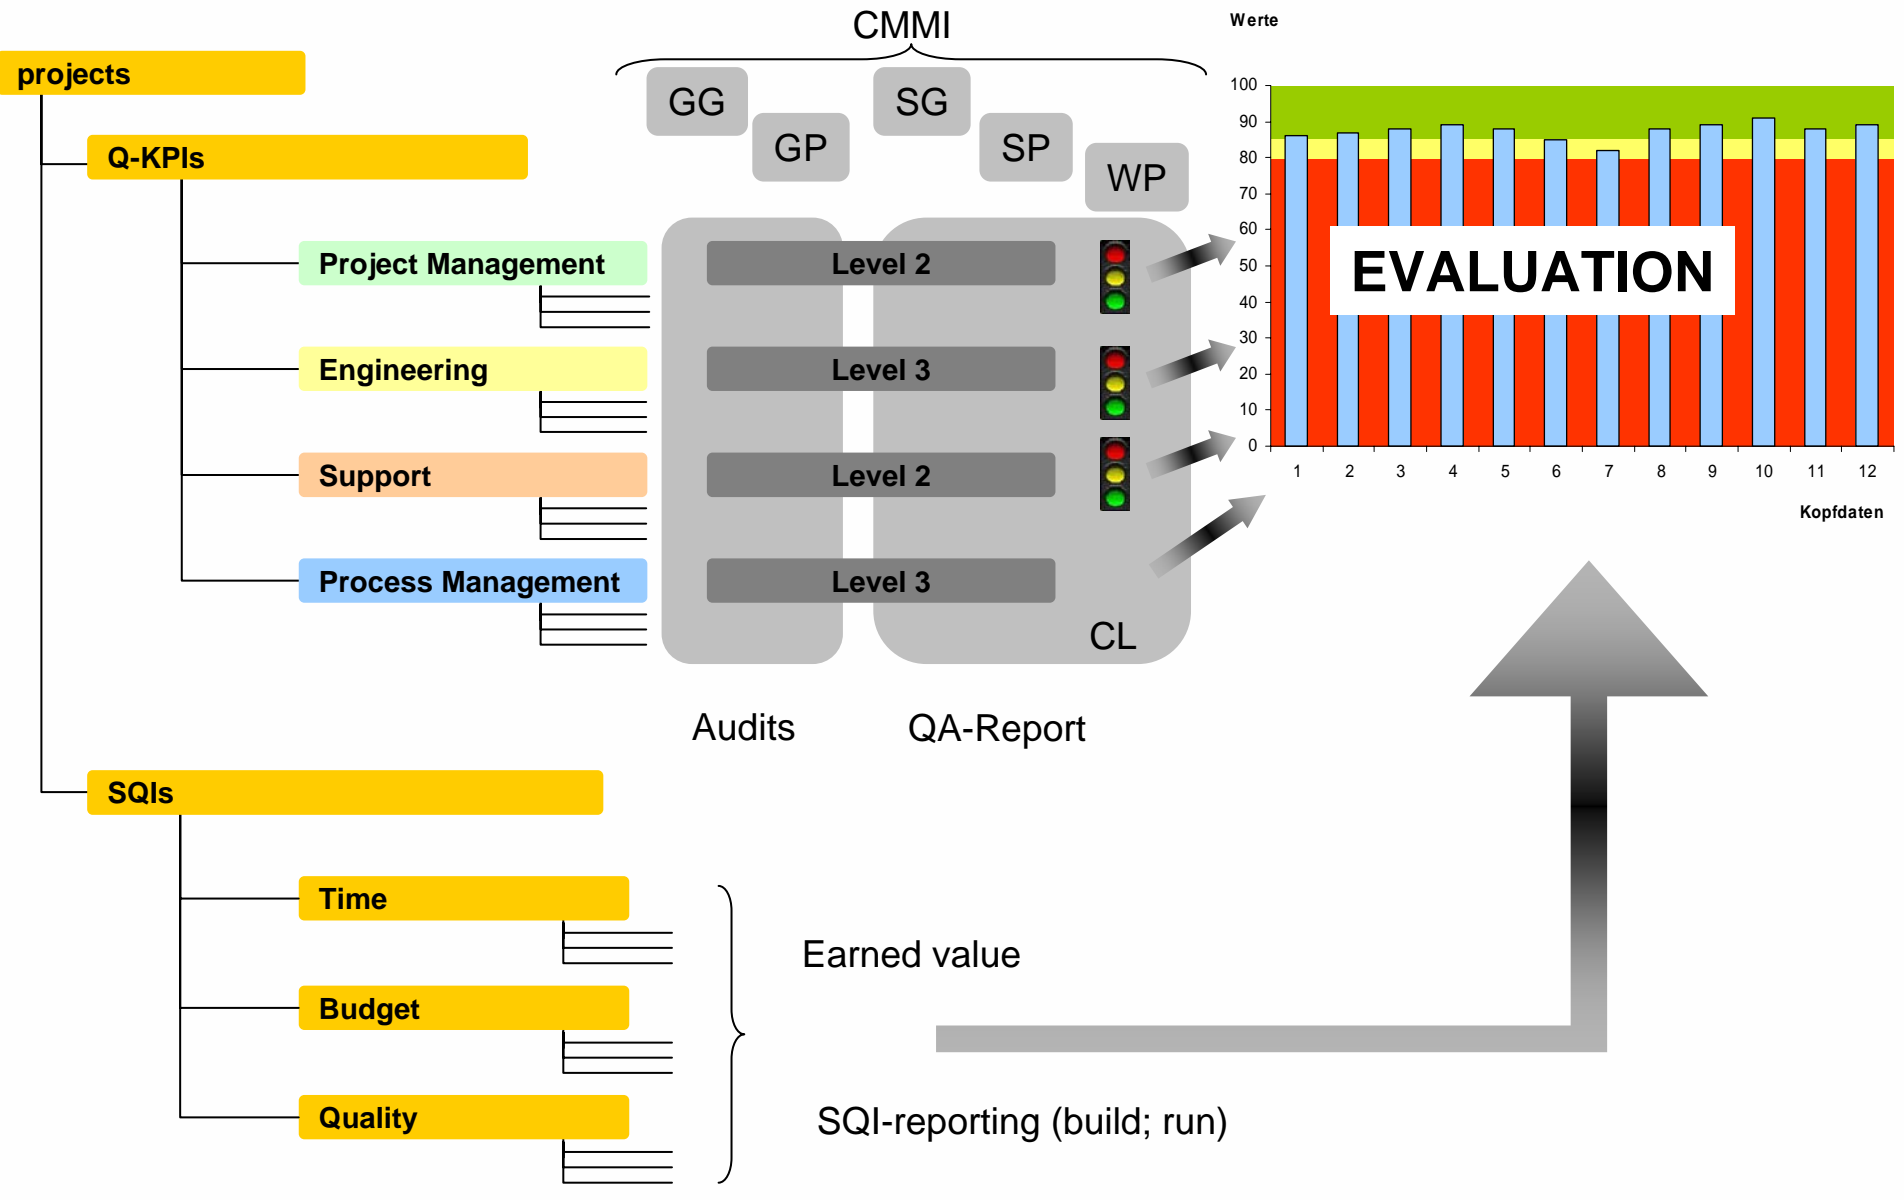 CMMI
projects
GG
SG
GP
SP
WP
Q-KPIs
Project Management
Level 2
Engineering
Level 3
Support
Level 2
Process Management
Level 3
CL
Audits
QA-Report
Werte
100
90
80
70
60
50
40
30
20
10
0
EVALUATION
1 2 3 4 5 6 7 8 9 10 11 12
Kopfdaten
SQIs
Time
Budget
Quality
Earned value
SQI-reporting (build; run)